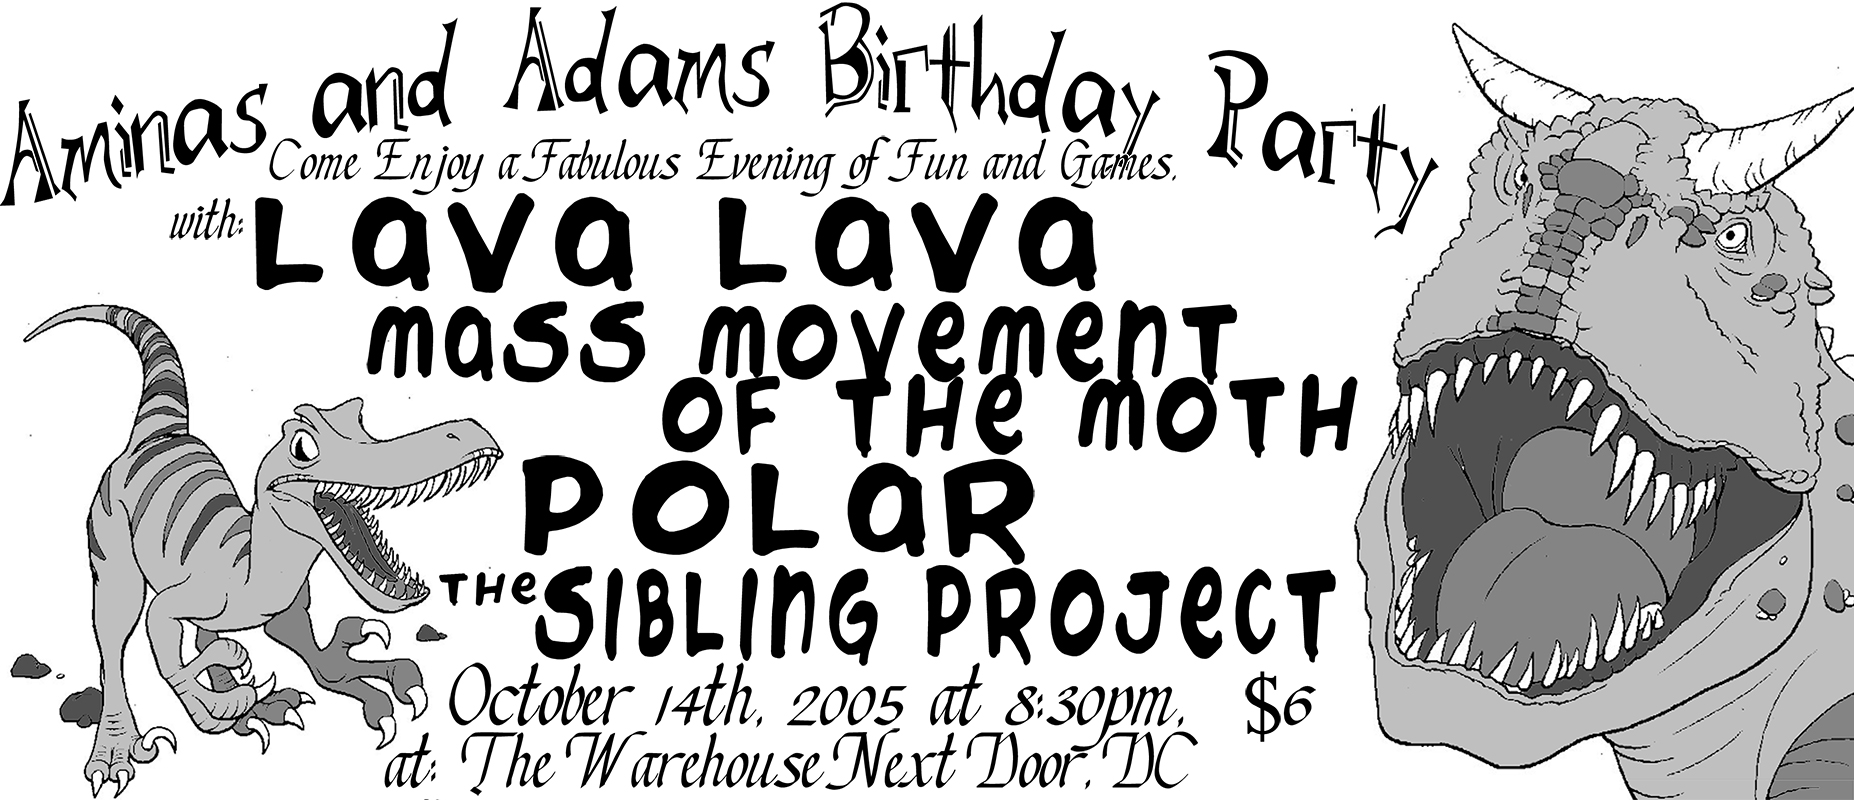 Aminas and Adams Birthday Party
Come Enjoy a Fabulous Evening of Fun and Games.
with: Lava Lava
mass movement
of the moth
Polar
The Sibling Project
October 14th, 2005 at 8:30pm, $6
at: The Warehouse Next Door, DC